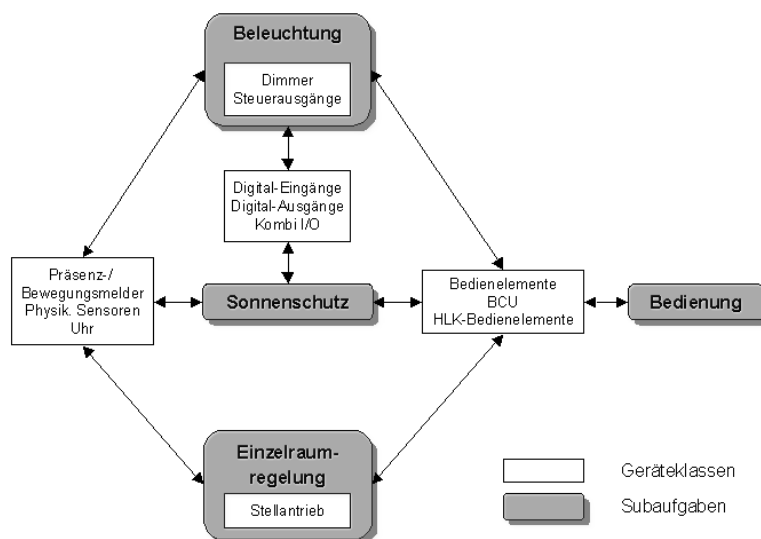 Beleuchtung
Dimmer
Steuerausgänge
Digital-Eingänge
Digital-Ausgänge
Kombi I/O
Präsenz-/
Bewegungsmelder
Physik. Sensoren
Uhr
Sonnenschutz
Bedienelemente
BCU
HLK-Bedienelemente
Bedienung
Einzelraum-
regelung
Stellantrieb
Geräteklassen
Subaufgaben